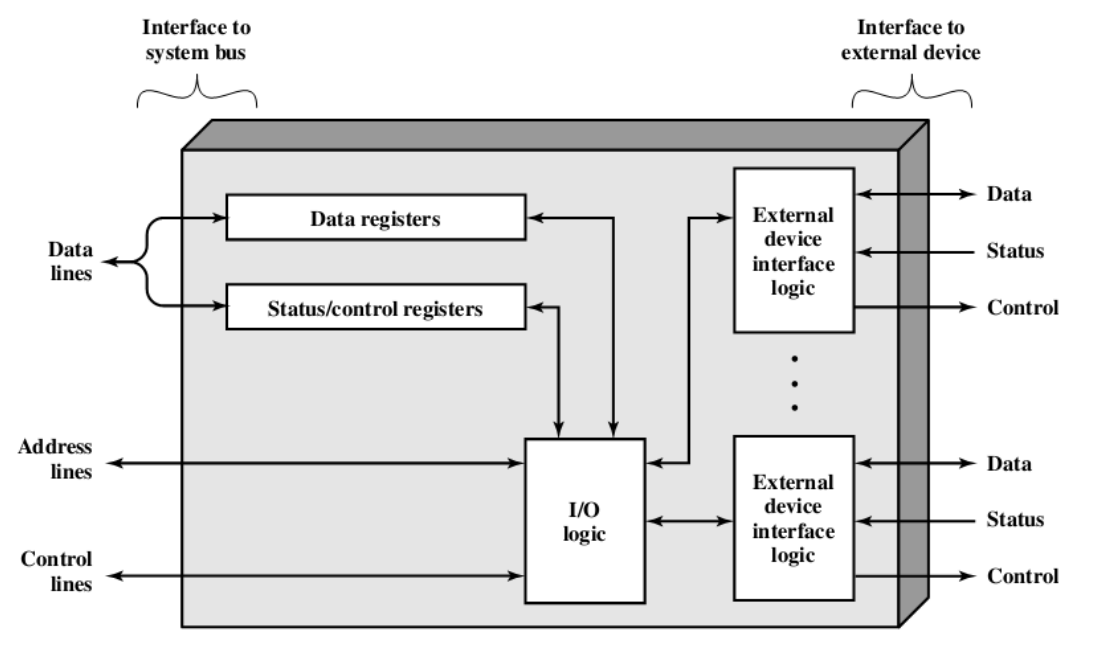 Interface to
system bus
Interface to
external device
Data registers
Status/control registers
Data
lines
Address
lines
Control
lines
I/O
logic
External
device
interface
logic
Data
Status
Control
External
device
interface
logic
Data
Status
Control